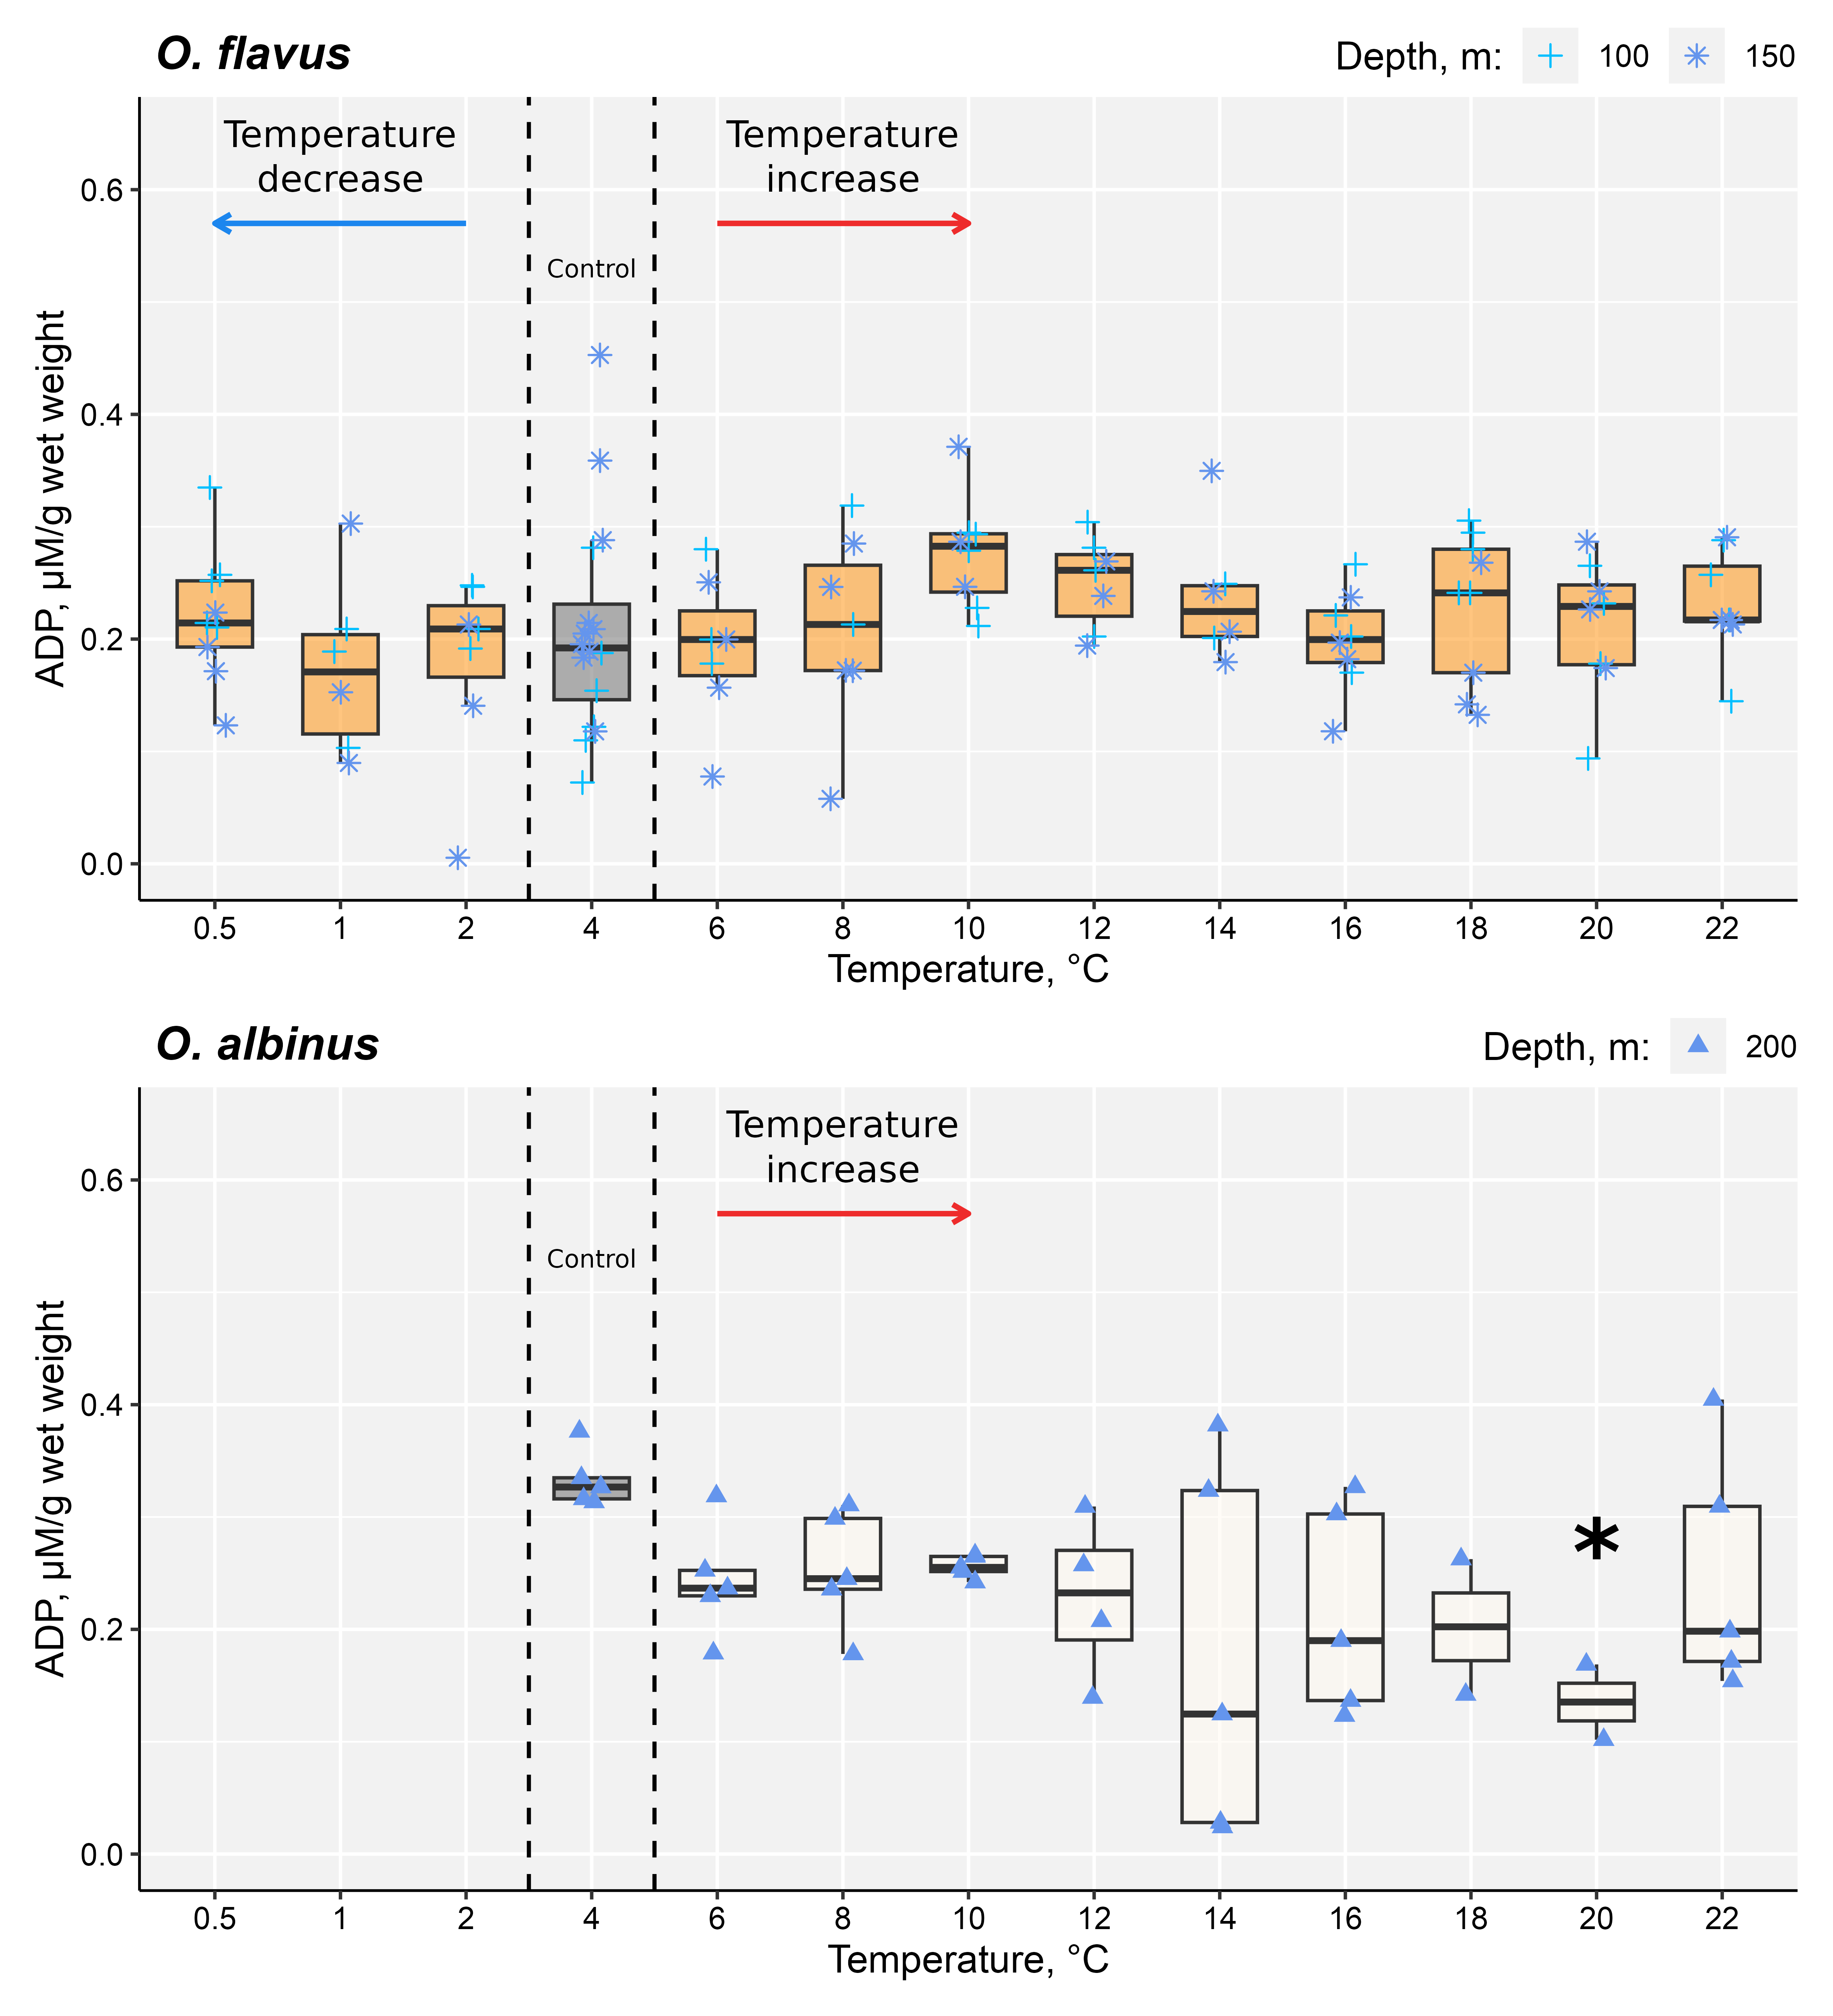 O. flavus
Depth, m: 100 150
Temperature
decrease
Temperature
increase
Control
ADP, µM/g wet weight
0.6
0.4
0.2
0.0
0.5 1 2 4 6 8 10 12 14 16 18 20 22
Temperature, °C
O. albinus
Depth, m: 200
Temperature
increase
Control
*
ADP, µM/g wet weight
0.6
0.4
0.2
0.0
0.5 1 2 4 6 8 10 12 14 16 18 20 22
Temperature, °C